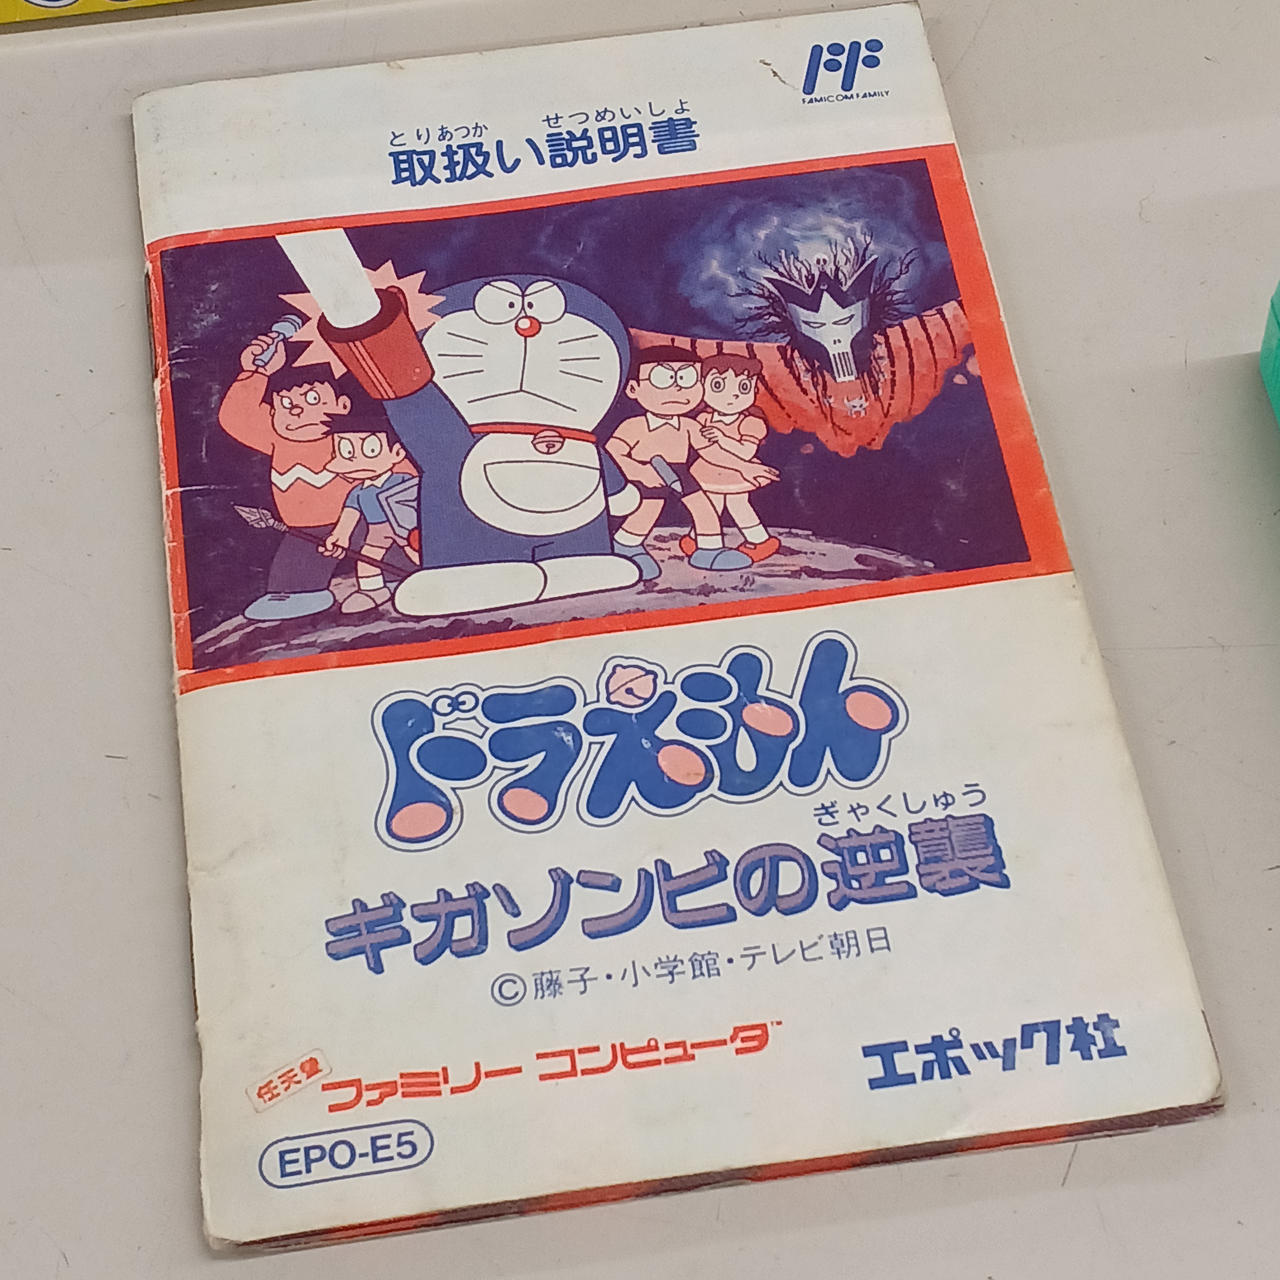 FF
FAMICOM FAMILY
とりあつか せつめいしよ
取扱い説明書
ドラえもん
ぎゃくしゅう
ギガゾンビの逆襲
©藤子・小学館・テレビ朝日
任天堂 ファミリー コンピュータ™
エポック社
EPO-E5